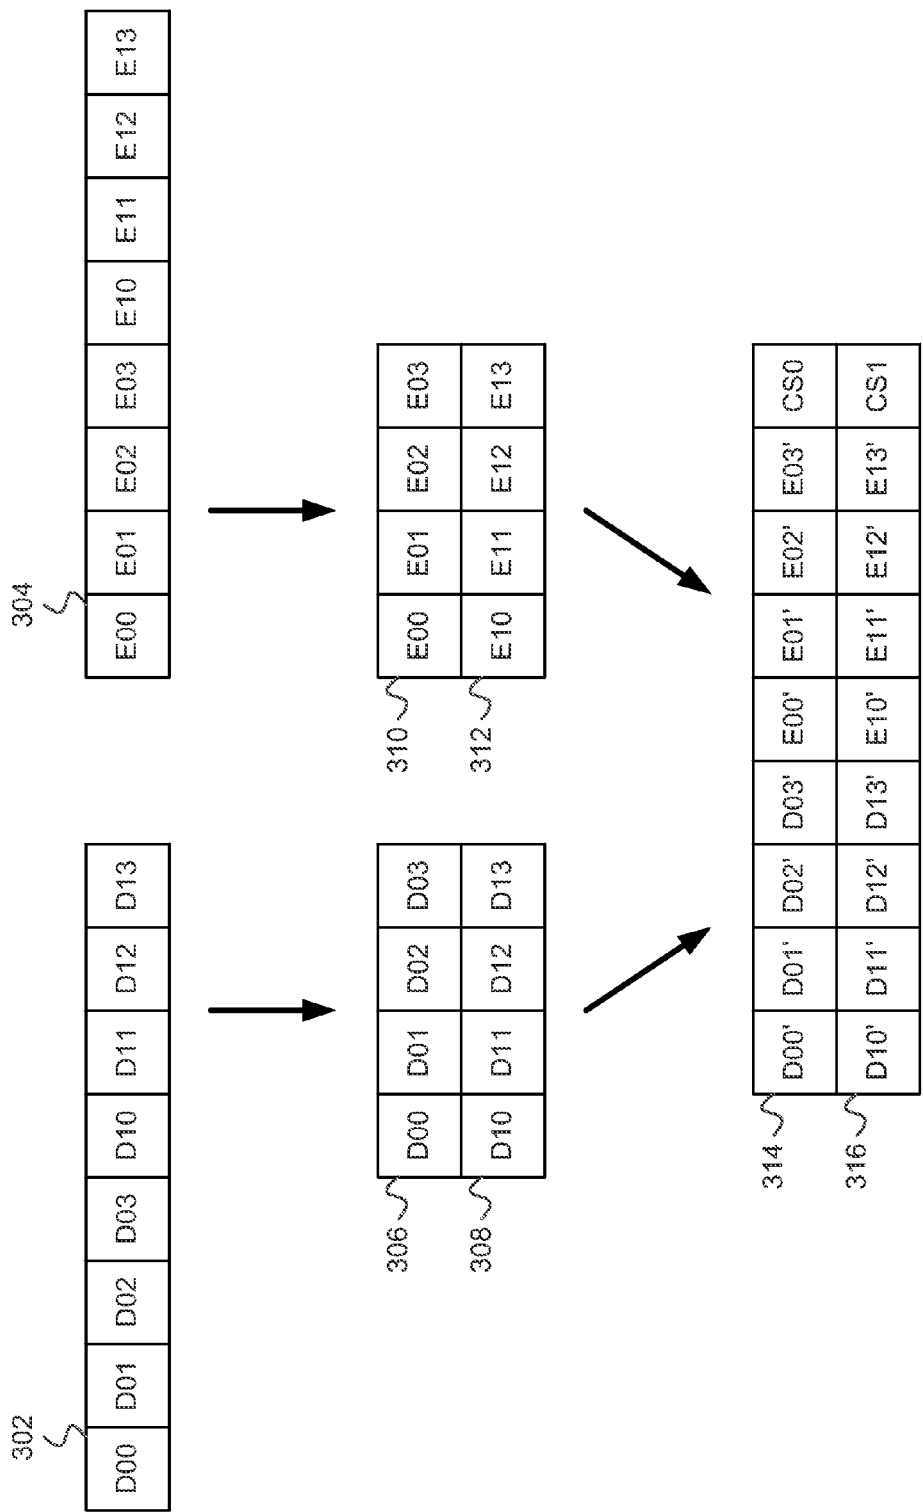 302 304
D00 D01 D02 D03 D10 D11 D12 D13
E00 E01 E02 E03 E10 E11 E12 E13
306 D00 D01 D02 D03
308 D10 D11 D12 D13
310 E00 E01 E02 E03
312 E10 E11 E12 E13
314 D00' D01' D02' D03' E00' E01' E02' E03' CS0
316 D10' D11' D12' D13' E10' E11' E12' E13' CS1